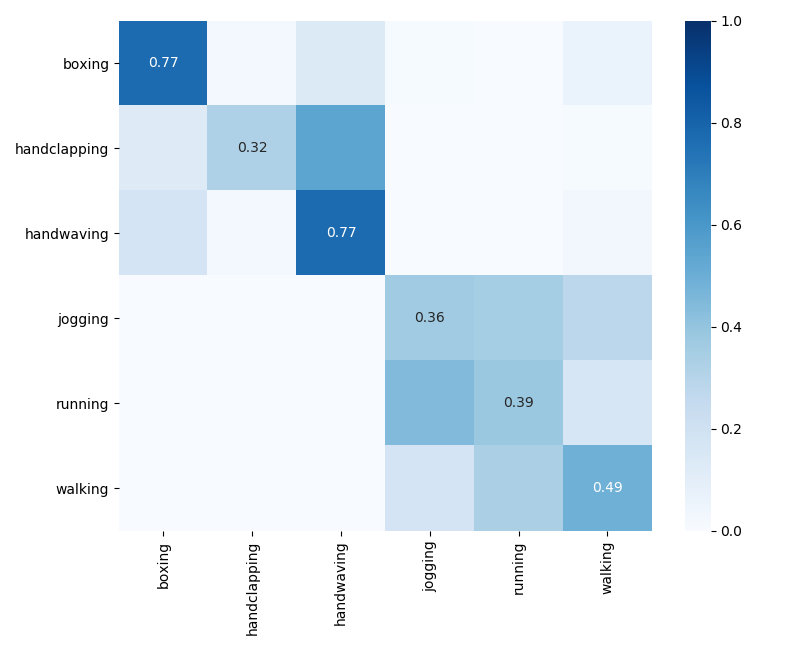 boxing
handclapping
handwaving
jogging
running
walking
0.77
0.32
0.77
0.36
0.39
0.49
boxing
handclapping
handwaving
jogging
running
walking
1.0
0.8
0.6
0.4
0.2
0.0